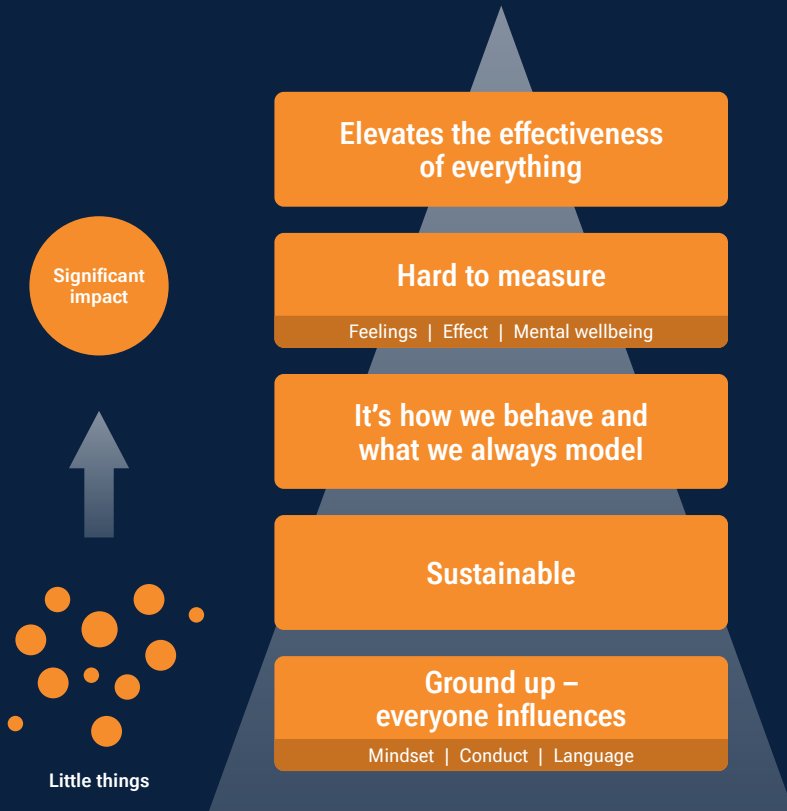 Elevates the effectiveness
of everything
Significant
impact
Hard to measure
Feelings | Effect | Mental wellbeing
It’s how we behave and
what we always model
Sustainable
Ground up –
everyone influences
Mindset | Conduct | Language
Little things